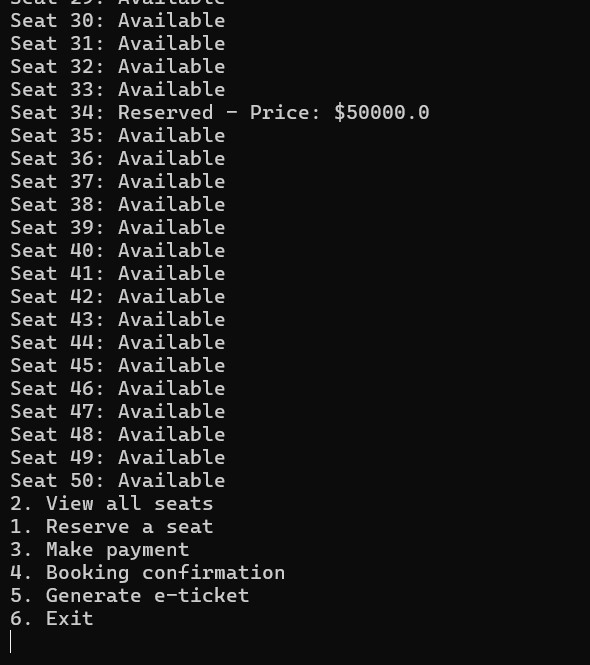 Seat 29: Available
Seat 30: Available
Seat 31: Available
Seat 32: Available
Seat 33: Available
Seat 34: Reserved - Price: $50000.0
Seat 35: Available
Seat 36: Available
Seat 37: Available
Seat 38: Available
Seat 39: Available
Seat 40: Available
Seat 41: Available
Seat 42: Available
Seat 43: Available
Seat 44: Available
Seat 45: Available
Seat 46: Available
Seat 47: Available
Seat 48: Available
Seat 49: Available
Seat 50: Available
2. View all seats
1. Reserve a seat
3. Make payment
4. Booking confirmation
5. Generate e-ticket
6. Exit